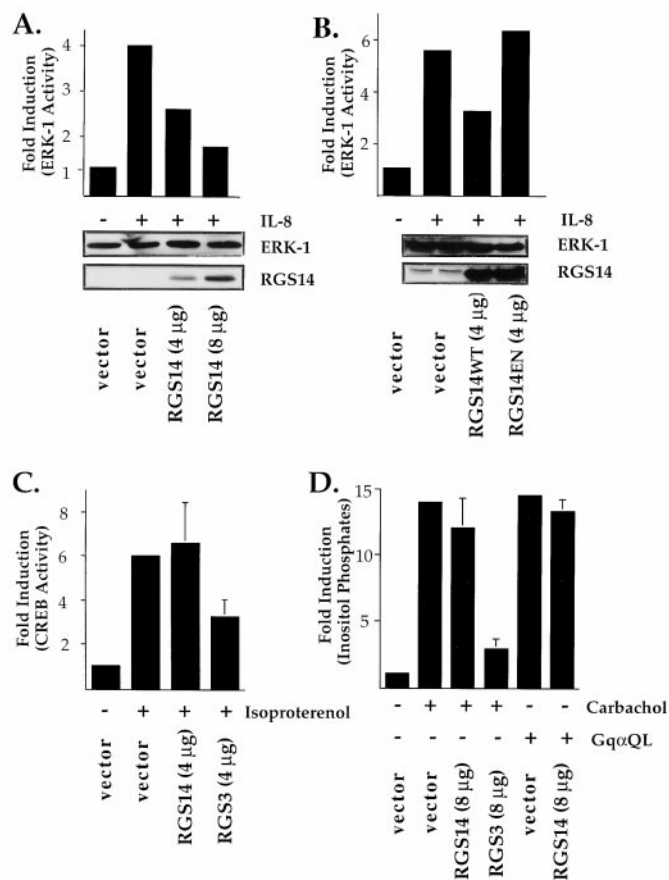 A.
Fold Induction
(ERK-1 Activity)
4
3
2
1
- + + + IL-8
ERK-1
RGS14
vector
vector
RGS14 (4 µg)
RGS14 (8 µg)
B.
Fold Induction
(ERK-1 Activity)
6
4
2
- + + + IL-8
ERK-1
RGS14
vector
vector
RGS14WT (4 µg)
RGS14EN (4 µg)
C.
Fold Induction
(CREB Activity)
8
6
4
2
- + + + Isoproterenol
vector
vector
RGS14 (4 µg)
RGS3 (4 µg)
D.
Fold Induction
(Inositol Phosphates)
15
10
5
- + + + - - Carbachol
- - - - + + GqαQL
vector
vector
RGS14 (8 µg)
RGS3 (8 µg)
vector
RGS14 (8 µg)